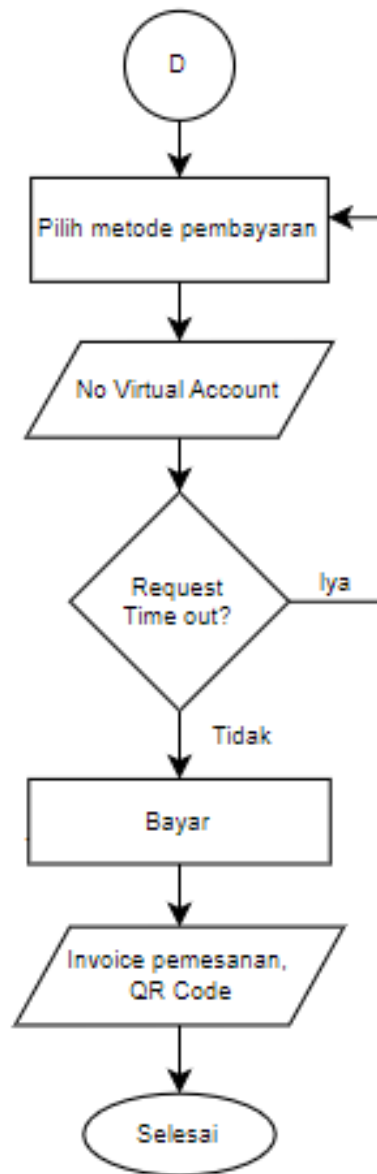 D
Pilih metode pembayaran
No Virtual Account
Request
Time out?
Iya
Tidak
Bayar
Invoice pemesanan,
QR Code
Selesai